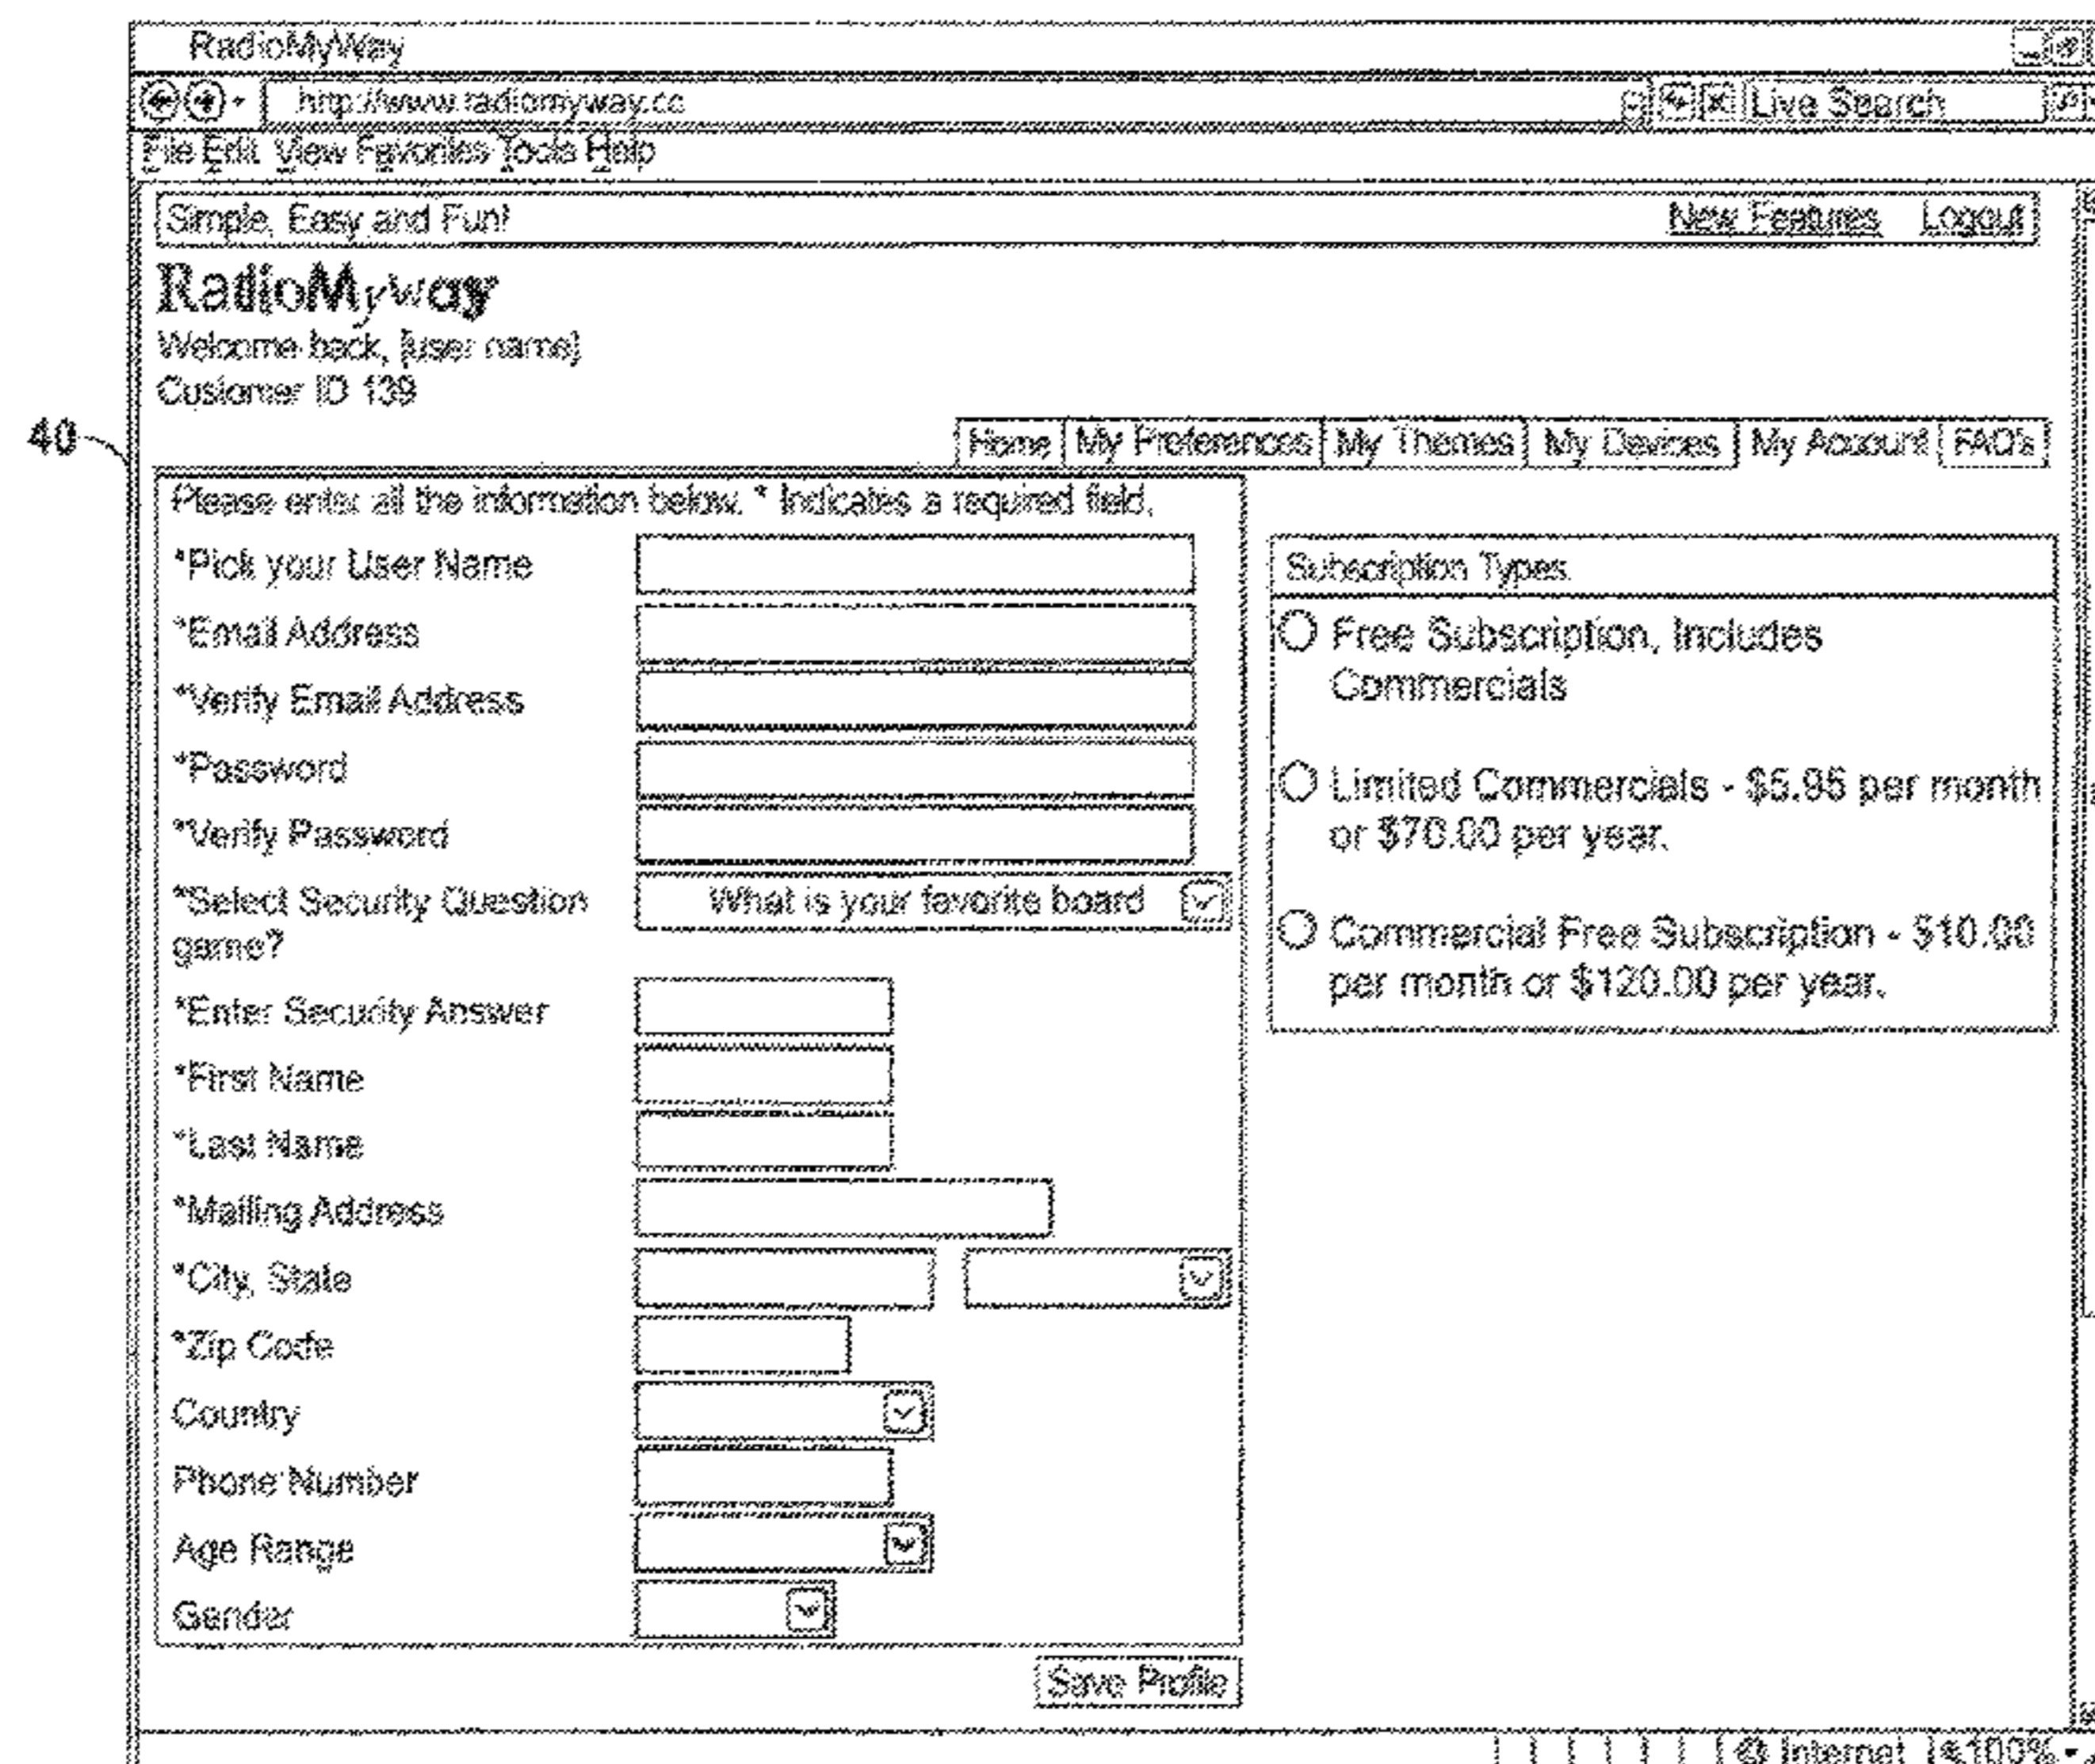 RadioMyWay
http://www.radiomyway.co
Live Search
File Edit View Favorites Tools Help
Simple, Easy and Fun! New Features Logout
RadioMyway
Welcome back, [user name]
Customer ID 139
40
Home My Preferences My Themes My Devices My Account FAQ's
Please enter all the information below. * Indicates a required field.
*Pick your User Name
*Email Address
*Verify Email Address
*Password
*Verify Password
*Select Security Question What is your favorite board
game?
*Enter Security Answer
*First Name
*Last Name
*Mailing Address
*City, State
*Zip Code
Country
Phone Number
Age Range
Gender
Save Profile
Subscription Types
Free Subscription, Includes
Commercials
Limited Commercials - $5.95 per month
or $70.00 per year.
Commercial Free Subscription - $10.00
per month or $120.00 per year.
Internet 100%